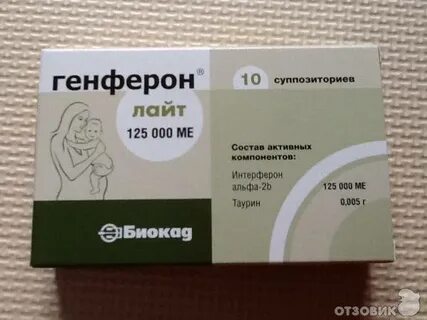 генферон®
лайт
125 000 МЕ
Биокад
10 суппозиториев
Состав активных
компонентов:
Интерферон
альфа-2b 125 000 МЕ
Таурин 0,005 г
ОТЗОВИК